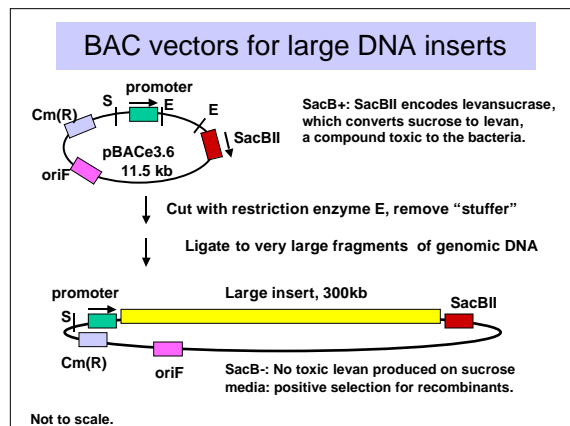 BAC vectors for large DNA inserts
promoter
S
E
E
Cm(R)
SacBII
pBACe3.6
11.5 kb
oriF
SacB+: SacBII encodes levansucrase,
which converts sucrose to levan,
a compound toxic to the bacteria.
Cut with restriction enzyme E, remove “stuffer”
Ligate to very large fragments of genomic DNA
promoter
Large insert, 300kb
SacBII
S
Cm(R)
oriF
SacB-: No toxic levan produced on sucrose
media: positive selection for recombinants.
Not to scale.